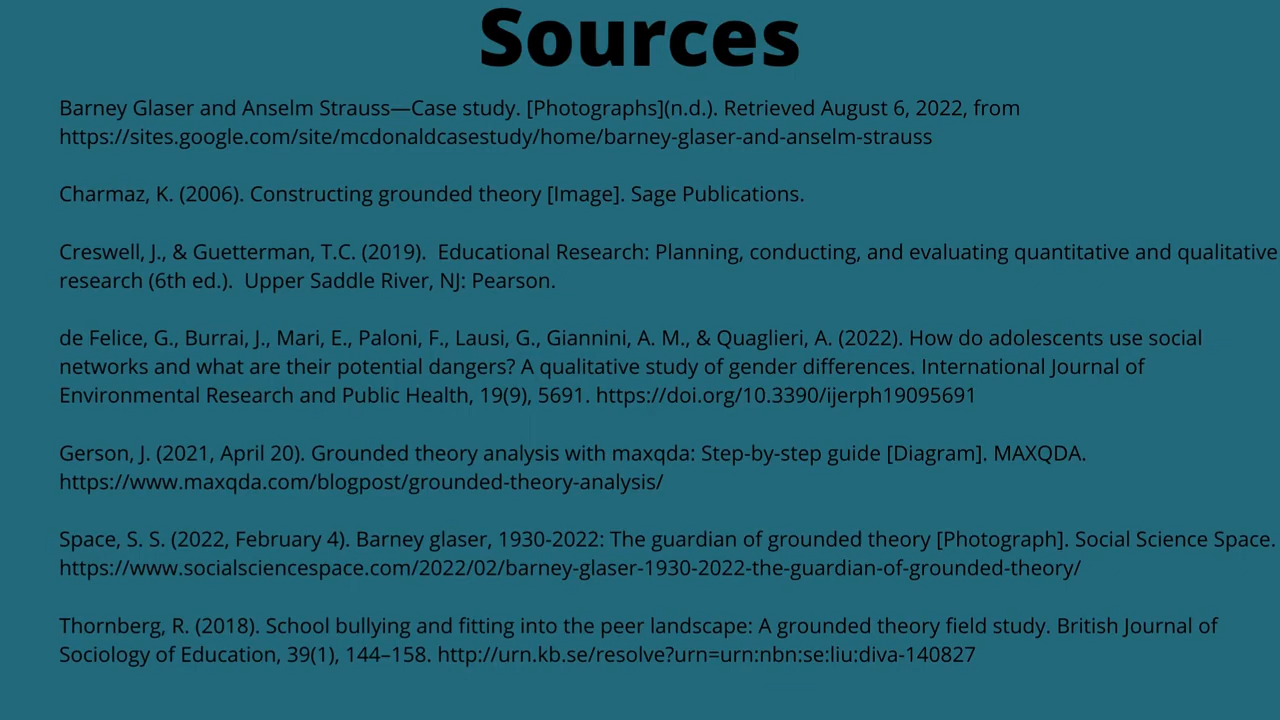 Sources
Barney Glaser and Anselm Strauss—Case study. [Photographs](n.d.). Retrieved August 6, 2022, from
https://sites.google.com/site/mcdonaldcasestudy/home/barney-glaser-and-anselm-strauss
Charmaz, K. (2006). Constructing grounded theory [Image]. Sage Publications.
Creswell, J., & Guetterman, T.C. (2019).  Educational Research: Planning, conducting, and evaluating quantitative and qualitative
research (6th ed.).  Upper Saddle River, NJ: Pearson.
de Felice, G., Burrai, J., Mari, E., Paloni, F., Lausi, G., Giannini, A. M., & Quaglieri, A. (2022). How do adolescents use social
networks and what are their potential dangers? A qualitative study of gender differences. International Journal of
Environmental Research and Public Health, 19(9), 5691. https://doi.org/10.3390/ijerph19095691
Gerson, J. (2021, April 20). Grounded theory analysis with maxqda: Step-by-step guide [Diagram]. MAXQDA.
https://www.maxqda.com/blogpost/grounded-theory-analysis/
Space, S. S. (2022, February 4). Barney glaser, 1930-2022: The guardian of grounded theory [Photograph]. Social Science Space.
https://www.socialsciencespace.com/2022/02/barney-glaser-1930-2022-the-guardian-of-grounded-theory/
Thornberg, R. (2018). School bullying and fitting into the peer landscape: A grounded theory field study. British Journal of
Sociology of Education, 39(1), 144–158. http://urn.kb.se/resolve?urn=urn:nbn:se:liu:diva-140827